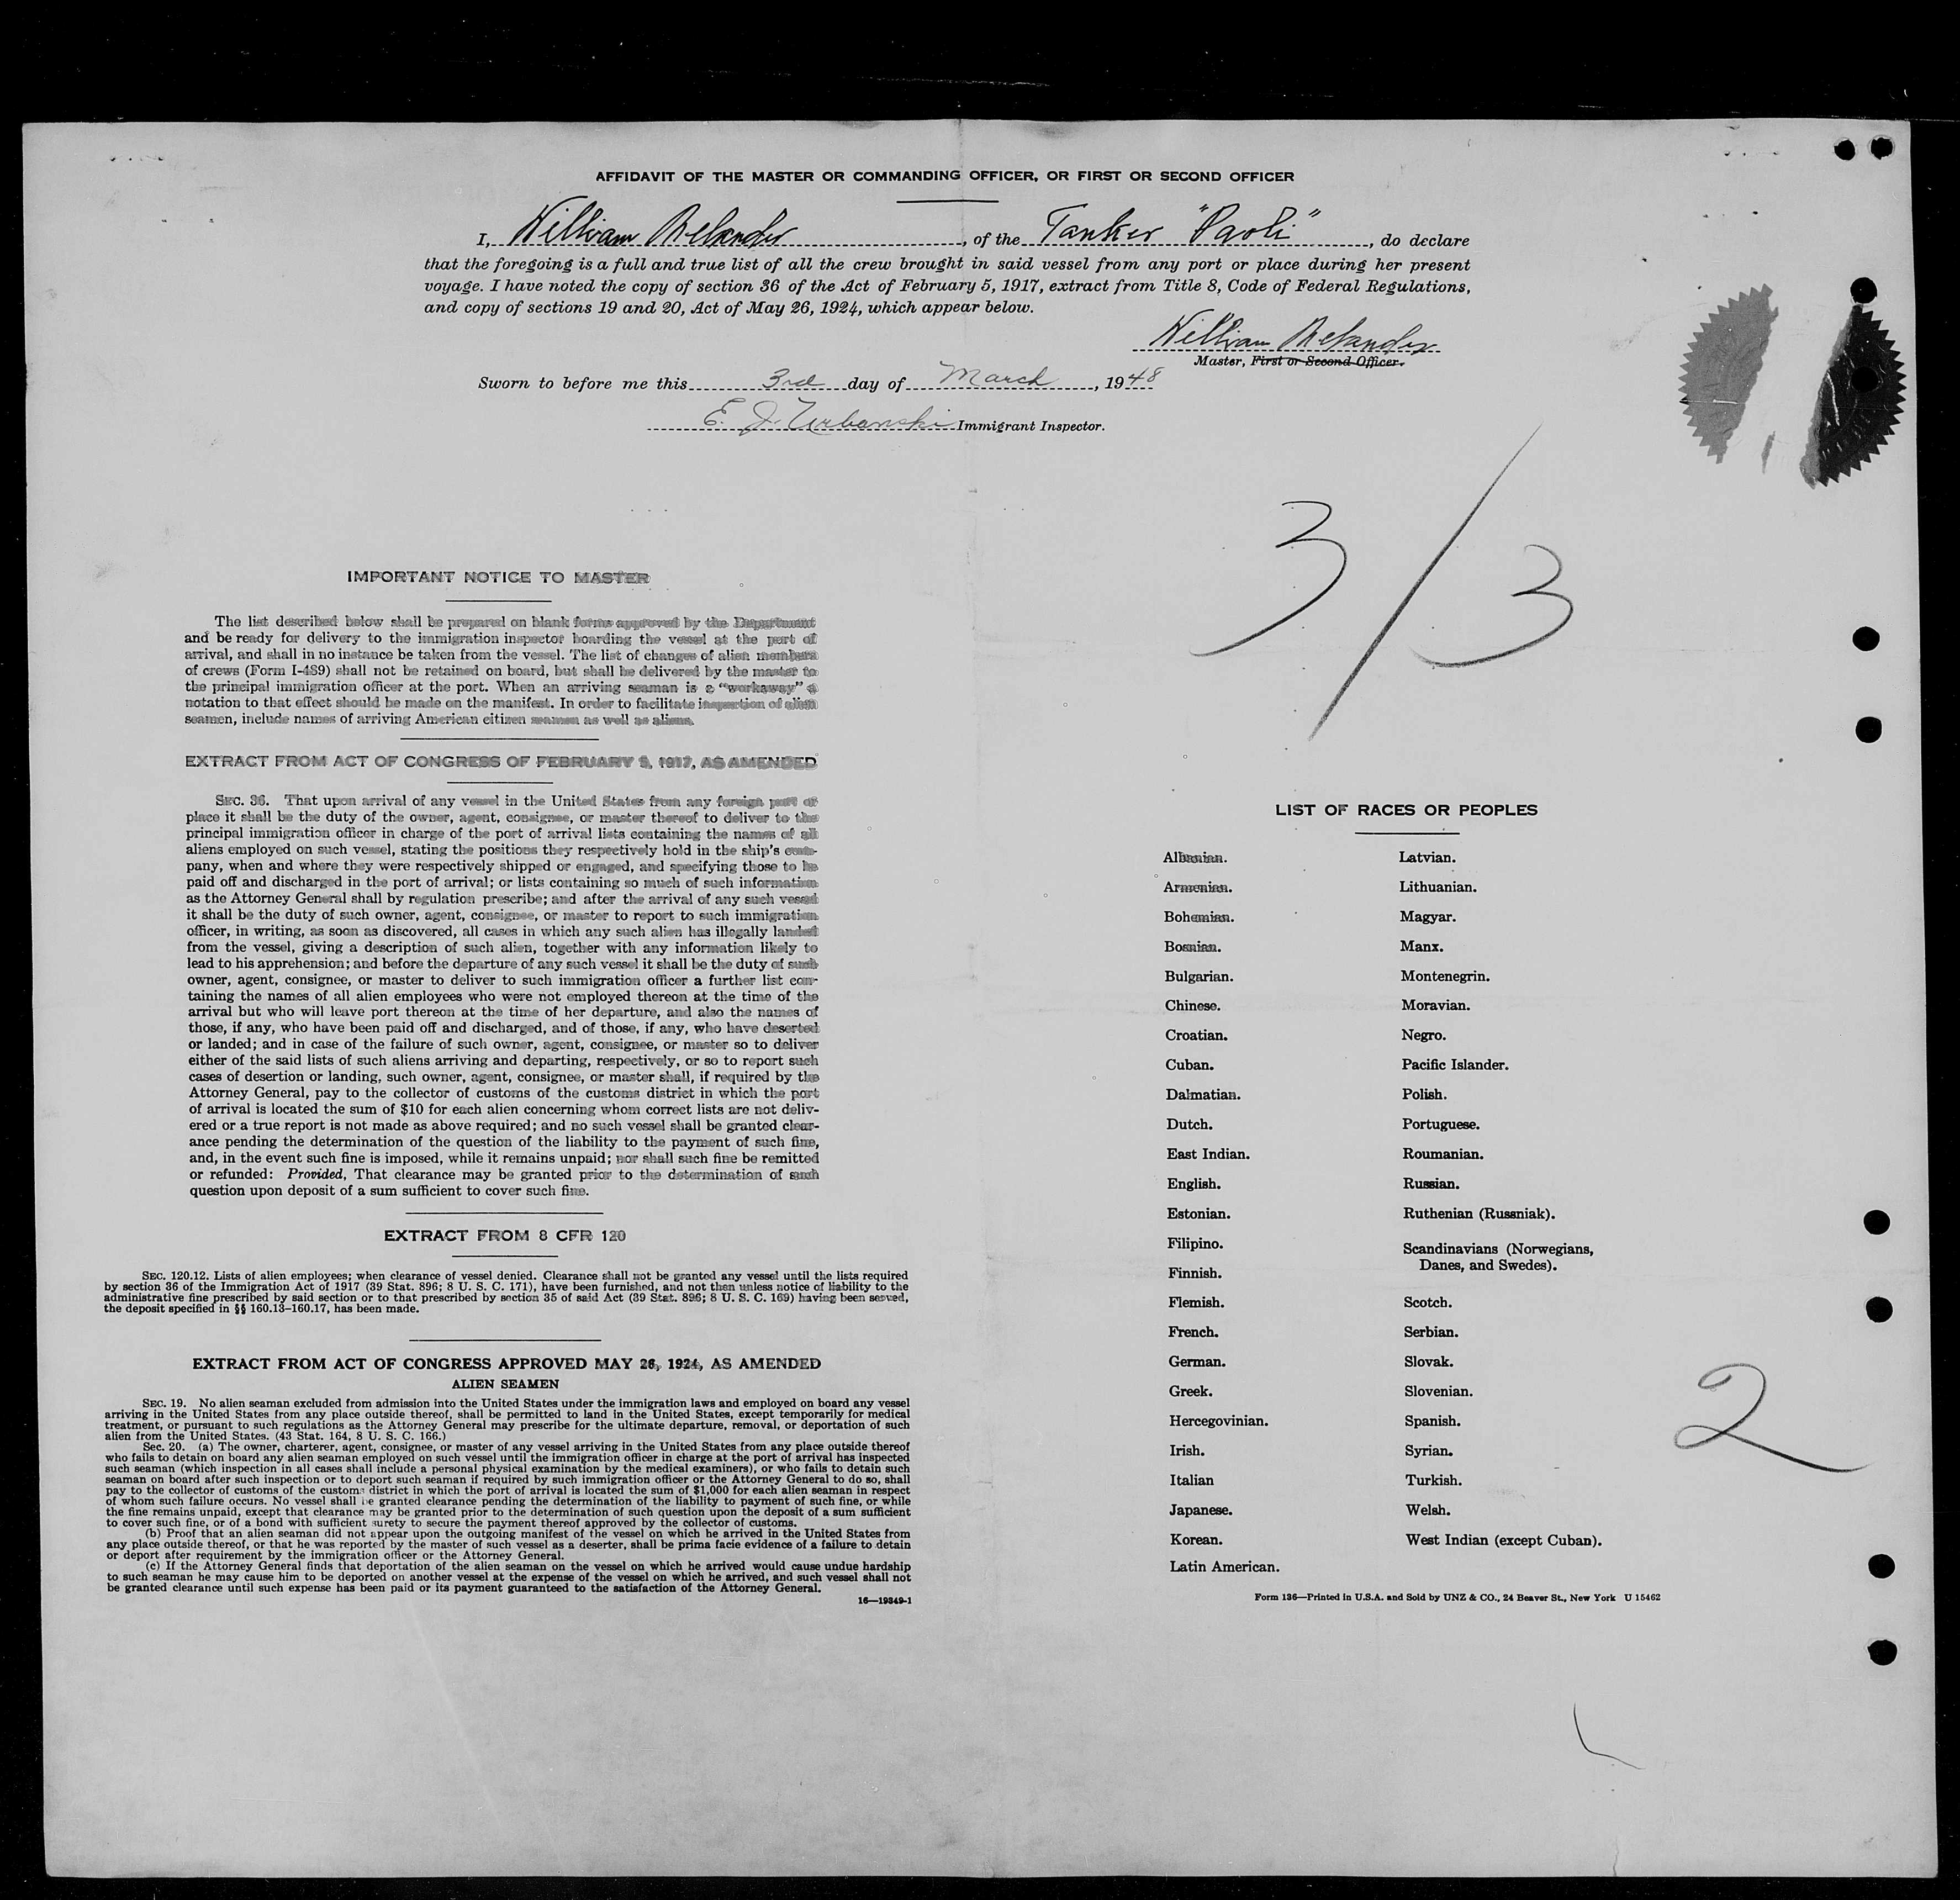 AFFIDAVIT OF THE MASTER OR COMMANDING OFFICER, OR FIRST OR SECOND OFFICER
I, William, of the Tanker "Paoli", do declare
that the foregoing is a full and true list of all the crew brought in said vessel from any port or place during her present
voyage. I have noted the copy of section 36 of the Act of February 5, 1917, extract from Title 8, Code of Federal Regulations,
and copy of sections 19 and 20, Act of May 26, 1924, which appear below.
William
Master, First or Second Officer.
Sworn to before me this 3rd day of March, 1948
E. J. Urbanski Immigrant Inspector.
3/3
IMPORTANT NOTICE TO MASTER
The list described below shall be prepared on blank forms approved by the Department
and be ready for delivery to the immigration inspector boarding the vessel at the port of
arrival, and shall in no instance be taken from the vessel. The list of changes of alien members
of crews (Form I-489) shall not be retained on board, but shall be delivered by the master to
the principal immigration officer at the port. When an arriving seaman is a "workaway" a
notation to that effect should be made on the manifest. In order to facilitate inspection of alien
seamen, include names of arriving American citizen seamen as well as aliens.
EXTRACT FROM ACT OF CONGRESS OF FEBRUARY 5, 1917, AS AMENDED
SEC. 36. That upon arrival of any vessel in the United States from any foreign port or
place it shall be the duty of the owner, agent, consignee, or master thereof to deliver to the
principal immigration officer in charge of the port of arrival lists containing the names of all
aliens employed on such vessel, stating the positions they respectively hold in the ship's com-
pany, when and where they were respectively shipped or engaged, and specifying those to be
paid off and discharged in the port of arrival; or lists containing so much of such information
as the Attorney General shall by regulation prescribe; and after the arrival of any such vessel
it shall be the duty of such owner, agent, consignee, or master to report to such immigration
officer, in writing, as soon as discovered, all cases in which any such alien has illegally landed
from the vessel, giving a description of such alien, together with any information likely to
lead to his apprehension; and before the departure of any such vessel it shall be the duty of such
owner, agent, consignee, or master to deliver to such immigration officer a further list con-
taining the names of all alien employees who were not employed thereon at the time of the
arrival but who will leave port thereon at the time of her departure, and also the names of
those, if any, who have been paid off and discharged, and of those, if any, who have deserted
or landed; and in case of the failure of such owner, agent, consignee, or master so to deliver
either of the said lists of such aliens arriving and departing, respectively, or so to report such
cases of desertion or landing, such owner, agent, consignee, or master shall, if required by the
Attorney General, pay to the collector of customs of the customs district in which the port
of arrival is located the sum of $10 for each alien concerning whom correct lists are not deliv-
ered or a true report is not made as above required; and no such vessel shall be granted clear-
ance pending the determination of the question of the liability to the payment of such fine,
and, in the event such fine is imposed, while it remains unpaid; nor shall such fine be remitted
or refunded: Provided, That clearance may be granted prior to the determination of such
question upon deposit of a sum sufficient to cover such fine.
EXTRACT FROM 8 CFR 120
SEC. 120.12. Lists of alien employees; when clearance of vessel denied. Clearance shall not be granted any vessel until the lists required
by section 36 of the Immigration Act of 1917 (39 Stat. 896; 8 U. S. C. 171), have been furnished, and not then unless notice of liability to the
administrative fine prescribed by said section or to that prescribed by section 35 of said Act (39 Stat. 896; 8 U. S. C. 169) having been served,
the deposit specified in §§ 160.13–160.17, has been made.
EXTRACT FROM ACT OF CONGRESS APPROVED MAY 26, 1924, AS AMENDED
ALIEN SEAMEN
SEC. 19. No alien seaman excluded from admission into the United States under the immigration laws and employed on board any vessel
arriving in the United States from any place outside thereof, shall be permitted to land in the United States, except temporarily for medical
treatment, or pursuant to such regulations as the Attorney General may prescribe for the ultimate departure, removal, or deportation of such
alien from the United States. (43 Stat. 164, 8 U. S. C. 166.)
Sec. 20. (a) The owner, charterer, agent, consignee, or master of any vessel arriving in the United States from any place outside thereof
who fails to detain on board any alien seaman employed on such vessel until the immigration officer in charge at the port of arrival has inspected
such seaman (which inspection in all cases shall include a personal physical examination by the medical examiners), or who fails to detain such
seaman on board after such inspection or to deport such seaman if required by such immigration officer or the Attorney General to do so, shall
pay to the collector of customs of the customs district in which the port of arrival is located the sum of $1,000 for each alien seaman in respect
of whom such failure occurs. No vessel shall be granted clearance pending the determination of the liability to payment of such fine, or while
the fine remains unpaid, except that clearance may be granted prior to the determination of such question upon the deposit of a sum sufficient
to cover such fine, or of a bond with sufficient surety to secure the payment thereof approved by the collector of customs.
(b) Proof that an alien seaman did not appear upon the outgoing manifest of the vessel on which he arrived in the United States from
any place outside thereof, or that he was reported by the master of such vessel as a deserter, shall be prima facie evidence of a failure to detain
or deport after requirement by the immigration officer or the Attorney General.
(c) If the Attorney General finds that deportation of the alien seaman on the vessel on which he arrived would cause undue hardship
to such seaman he may cause him to be deported on another vessel at the expense of the vessel on which he arrived, and such vessel shall not
be granted clearance until such expense has been paid or its payment guaranteed to the satisfaction of the Attorney General.
16—19349-1
LIST OF RACES OR PEOPLES
Albanian.
Armenian.
Bohemian.
Bosnian.
Bulgarian.
Chinese.
Croatian.
Cuban.
Dalmatian.
Dutch.
East Indian.
English.
Estonian.
Filipino.
Finnish.
Flemish.
French.
German.
Greek.
Hercegovinian.
Irish.
Italian
Japanese.
Korean.
Latin American.
Latvian.
Lithuanian.
Magyar.
Manx.
Montenegrin.
Moravian.
Negro.
Pacific Islander.
Polish.
Portuguese.
Roumanian.
Russian.
Ruthenian (Russniak).
Scandinavians (Norwegians,
Danes, and Swedes).
Scotch.
Serbian.
Slovak.
Slovenian.
Spanish.
Syrian.
Turkish.
Welsh.
West Indian (except Cuban).
2
Form 136—Printed in U.S.A. and Sold by UNZ & CO., 24 Beaver St., New York U 15462